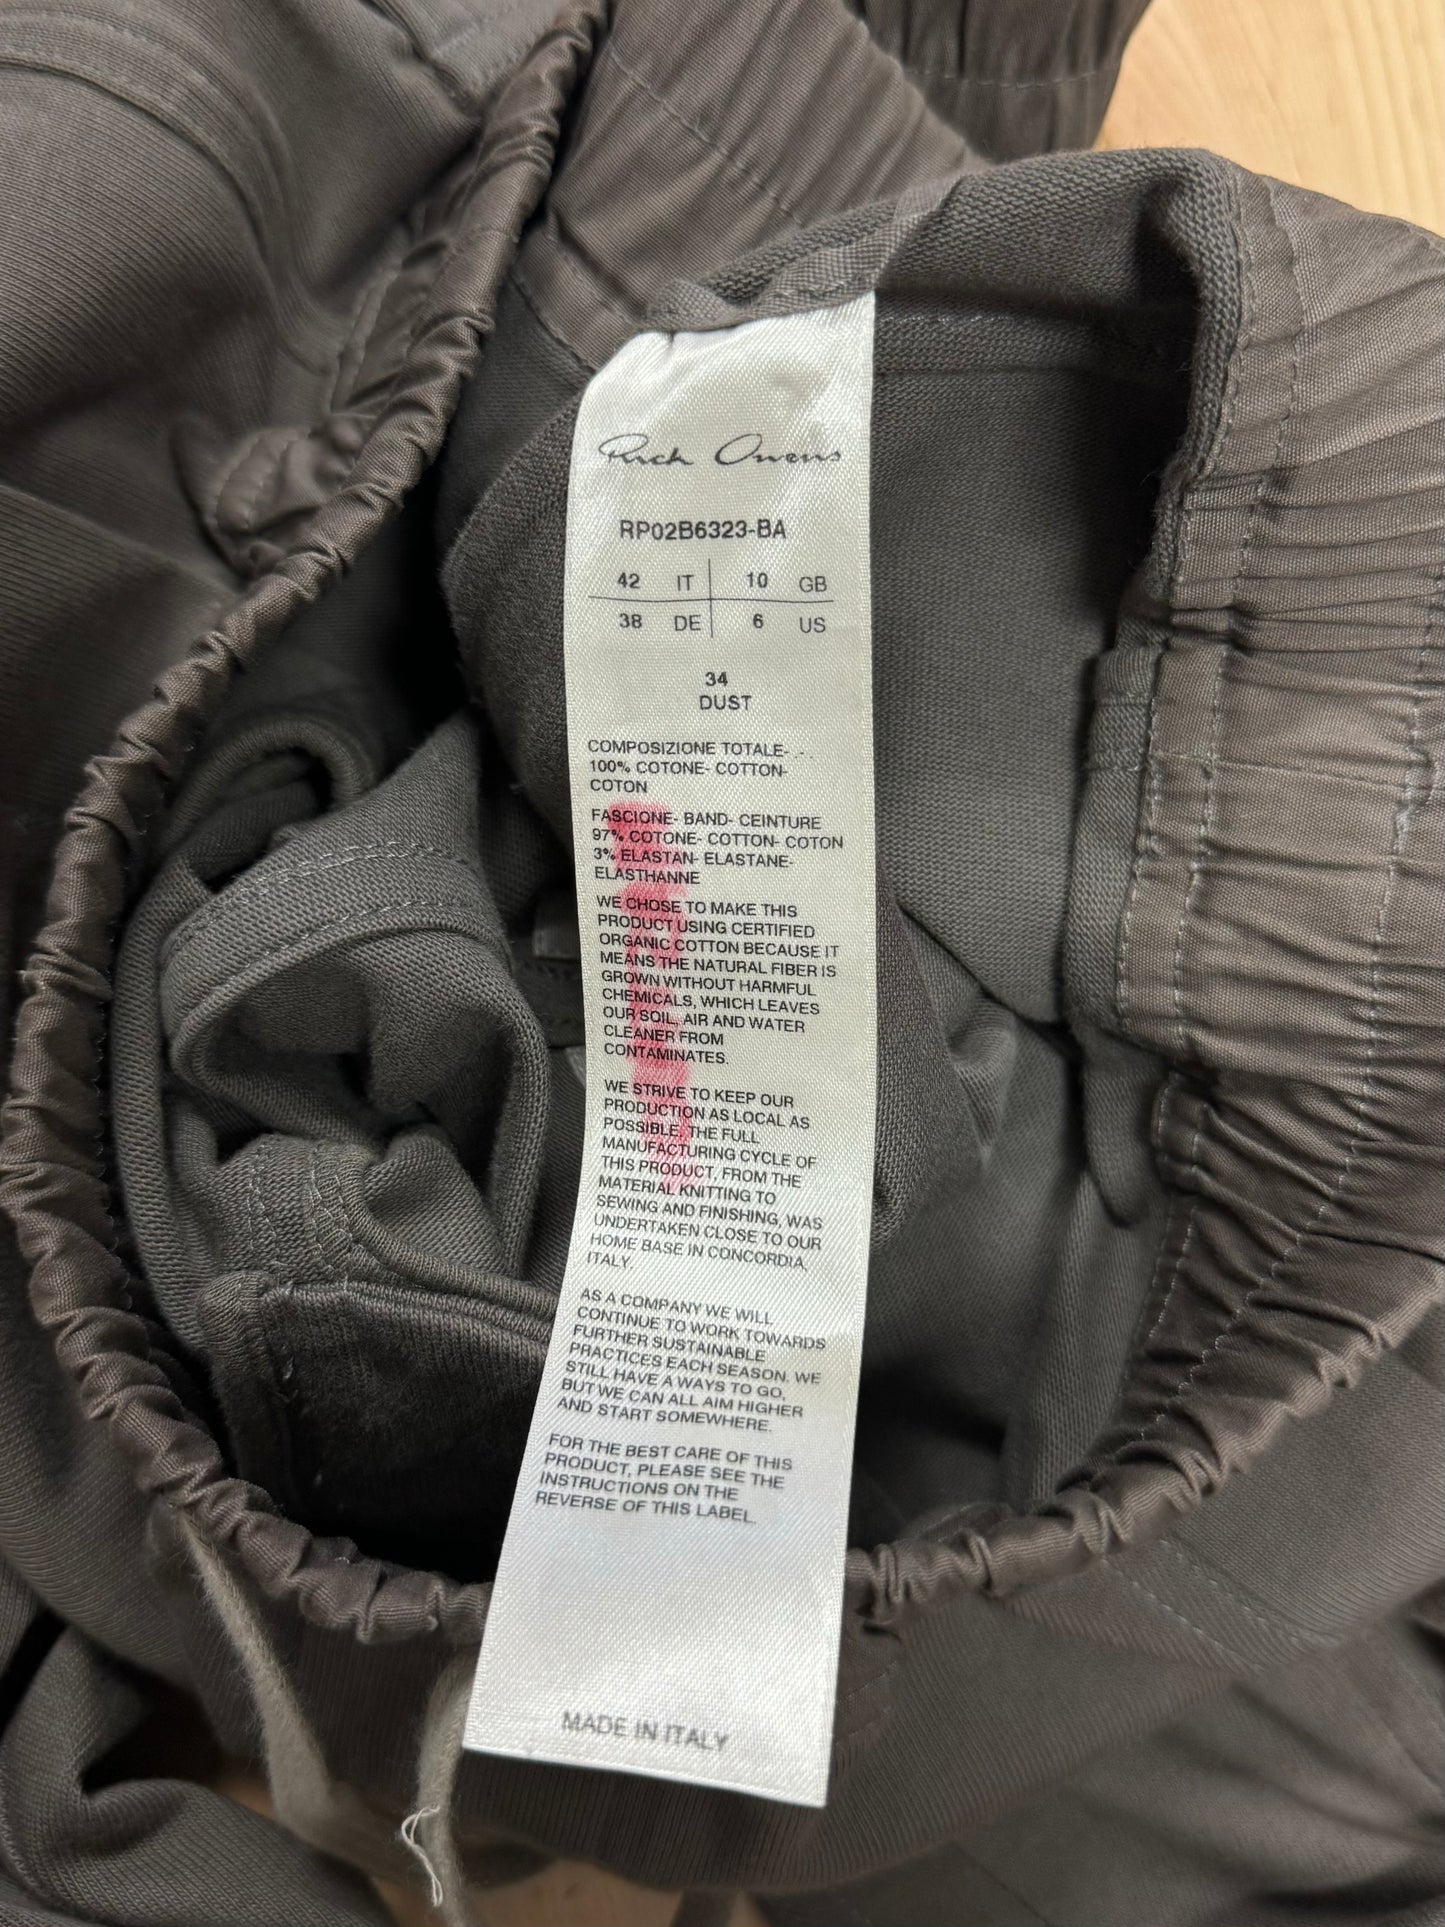 Rick Owens
RP02B6323-BA
42 IT 10 GB
38 DE 6 US
34
DUST
COMPOSIZIONE TOTALE-
100% COTONE- COTTON-
COTON
FASCIONE- BAND- CEINTURE
97% COTONE- COTTON- COTON
3% ELASTAN- ELASTANE-
ELASTHANNE
WE CHOSE TO MAKE THIS
PRODUCT USING CERTIFIED
ORGANIC COTTON BECAUSE IT
MEANS THE NATURAL FIBER IS
GROWN WITHOUT HARMFUL
CHEMICALS, WHICH LEAVES
OUR SOIL, AIR AND WATER
CLEANER FROM
CONTAMINATES.
WE STRIVE TO KEEP OUR
PRODUCTION AS LOCAL AS
POSSIBLE, THE FULL
MANUFACTURING CYCLE OF
THIS PRODUCT, FROM THE
MATERIAL KNITTING TO
SEWING AND FINISHING, WAS
UNDERTAKEN CLOSE TO OUR
HOME BASE IN CONCORDIA,
ITALY.
AS A COMPANY WE WILL
CONTINUE TO WORK TOWARDS
FURTHER SUSTAINABLE
PRACTICES EACH SEASON. WE
STILL HAVE A WAYS TO GO,
BUT WE CAN ALL AIM HIGHER
AND START SOMEWHERE.
FOR THE BEST CARE OF THIS
PRODUCT, PLEASE SEE THE
INSTRUCTIONS ON THE
REVERSE OF THIS LABEL.
MADE IN ITALY